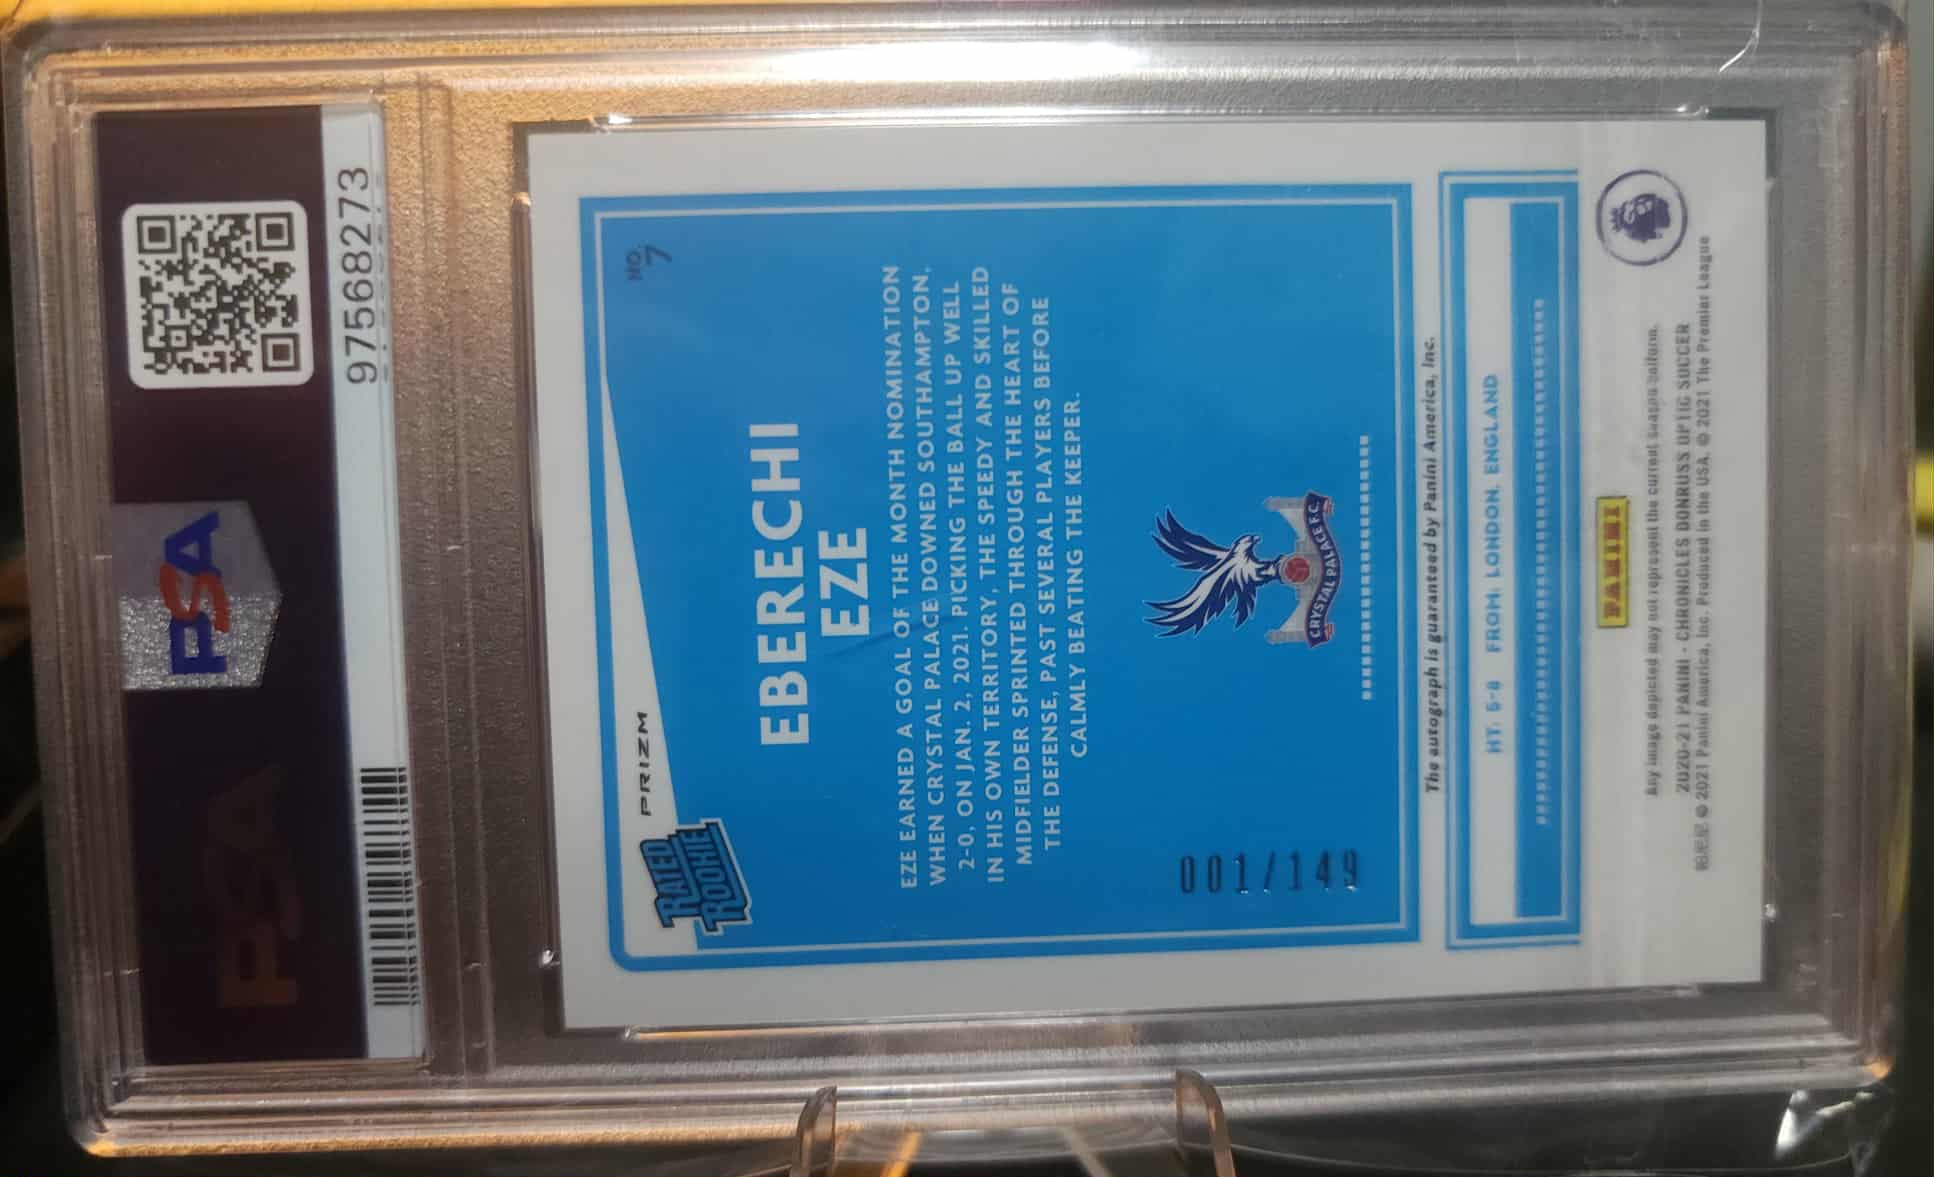 PSA
97568273
PSA
NO.
7
PRIZM
RATED
ROOKIE
EBERECHI
EZE
EZE EARNED A GOAL OF THE MONTH NOMINATION
WHEN CRYSTAL PALACE DOWNED SOUTHAMPTON,
2-0, ON JAN. 2, 2021. PICKING THE BALL UP WELL
IN HIS OWN TERRITORY, THE SPEEDY AND SKILLED
MIDFIELDER SPRINTED THROUGH THE HEART OF
THE DEFENSE, PAST SEVERAL PLAYERS BEFORE
CALMLY BEATING THE KEEPER.
CRYSTAL PALACE F.C.
001/149
The autograph is guaranteed by Panini America, Inc.
HT: 5-8 FROM: LONDON, ENGLAND
PANINI
Any image depicted may not represent the current season uniform.
2020-21 PANINI - CHRONICLES DONRUSS OPTIC SOCCER
© 2021 Panini America, Inc. Produced in the USA. © 2021 The Premier League